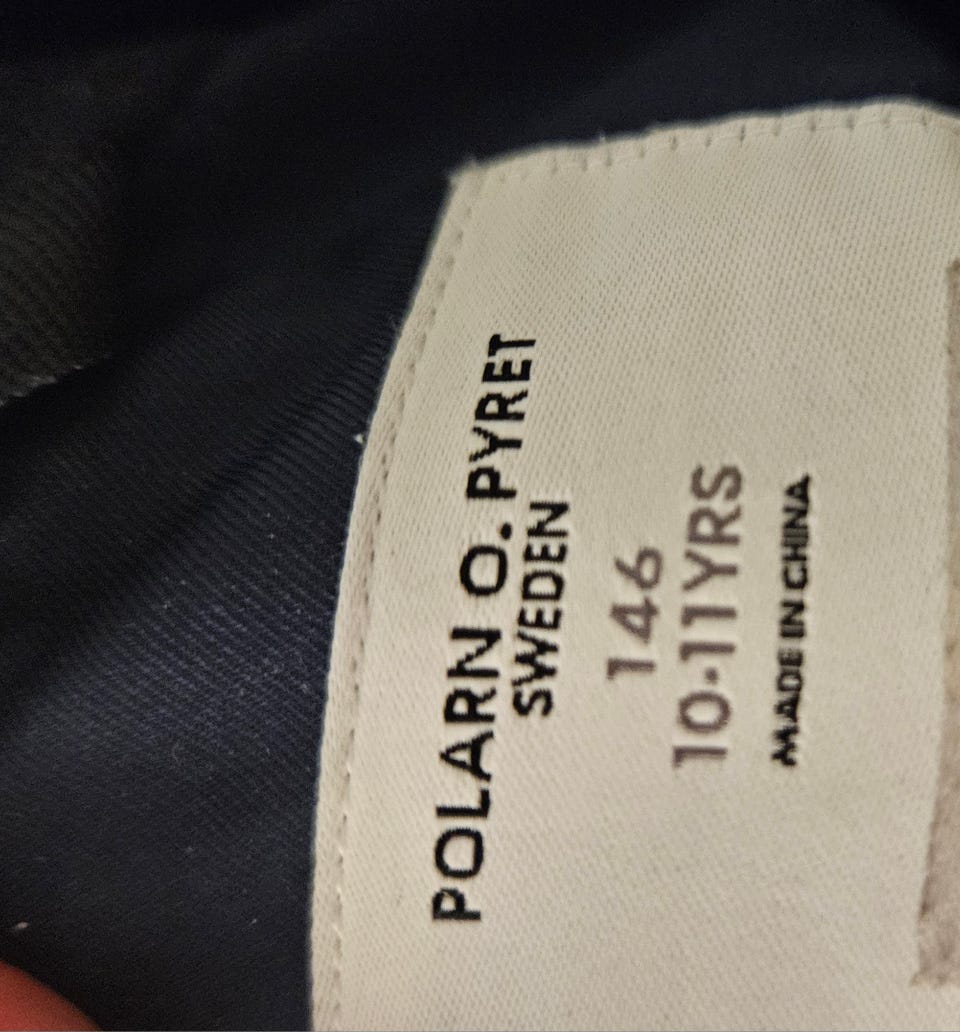 POLARN O. PYRET
SWEDEN
146
10-11YRS
MADE IN CHINA